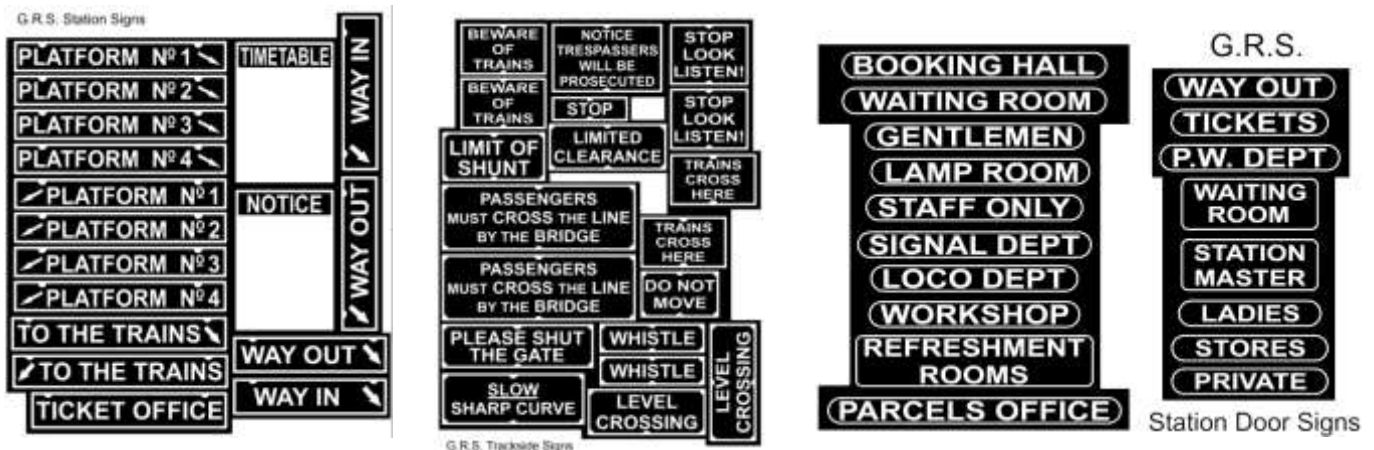 G.R.S. Station Signs
PLATFORM Nº 1
PLATFORM Nº 2
PLATFORM Nº 3
PLATFORM Nº 4
PLATFORM Nº 1
PLATFORM Nº 2
PLATFORM Nº 3
PLATFORM Nº 4
TO THE TRAINS
TO THE TRAINS
TICKET OFFICE
TIMETABLE
NOTICE
WAY IN
WAY OUT
WAY OUT
WAY IN
BEWARE
OF
TRAINS
BEWARE
OF
TRAINS
NOTICE
TRESPASSERS
WILL BE
PROSECUTED
STOP
STOP
LOOK
LISTEN!
STOP
LOOK
LISTEN!
LIMIT OF
SHUNT
LIMITED
CLEARANCE
TRAINS
CROSS
HERE
PASSENGERS
MUST CROSS THE LINE
BY THE BRIDGE
TRAINS
CROSS
HERE
PASSENGERS
MUST CROSS THE LINE
BY THE BRIDGE
DO NOT
MOVE
PLEASE SHUT
THE GATE
WHISTLE
WHISTLE
SLOW
SHARP CURVE
LEVEL
CROSSING
LEVEL
CROSSING
G.R.S. Trackside Signs
BOOKING HALL
WAITING ROOM
GENTLEMEN
LAMP ROOM
STAFF ONLY
SIGNAL DEPT
LOCO DEPT
WORKSHOP
REFRESHMENT
ROOMS
PARCELS OFFICE
G.R.S.
WAY OUT
TICKETS
P.W. DEPT
WAITING
ROOM
STATION
MASTER
LADIES
STORES
PRIVATE
Station Door Signs